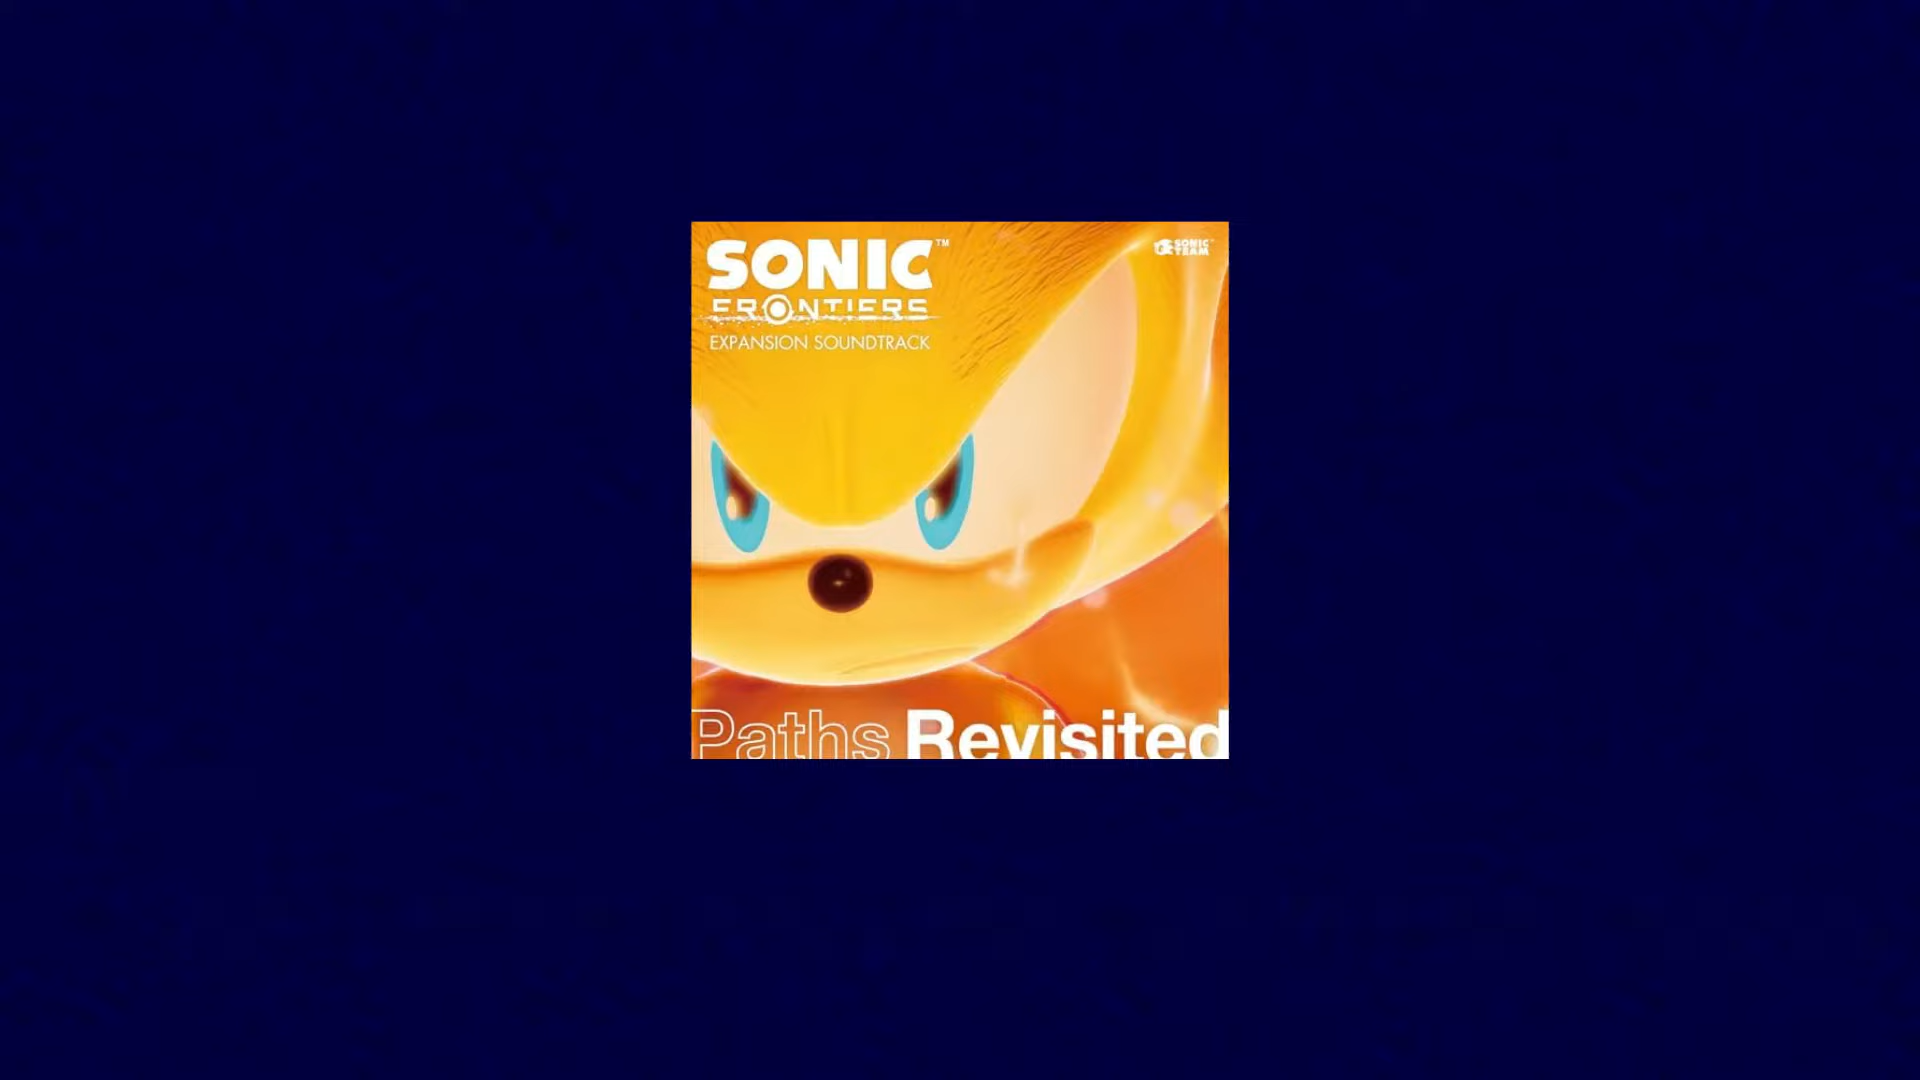 SONIC™
FRONTIERS
EXPANSION SOUNDTRACK
SONIC
TEAM
Paths Revisited